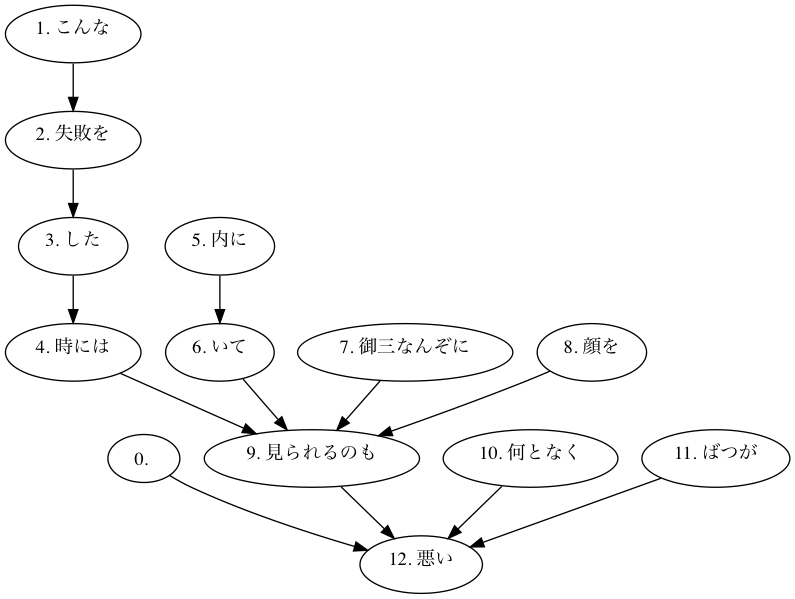 1. こんな
2. 失敗を
3. した
5. 内に
4. 時には
6. いて
7. 御三なんぞに
8. 顔を
0.
9. 見られるのも
10. 何となく
11. ばつが
12. 悪い